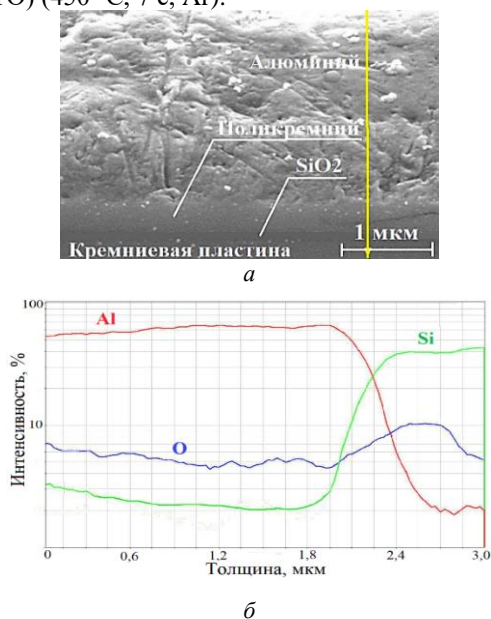 ТО) (450 °C, 7 с, Ar).
Алюминий
Поликремний
SiO2
1 мкм
Кремниевая пластина
а
100
Al
Si
10
O
Интенсивность, %
0 0,6 1,2 1,8 2,4 3,0
Толщина, мкм
б